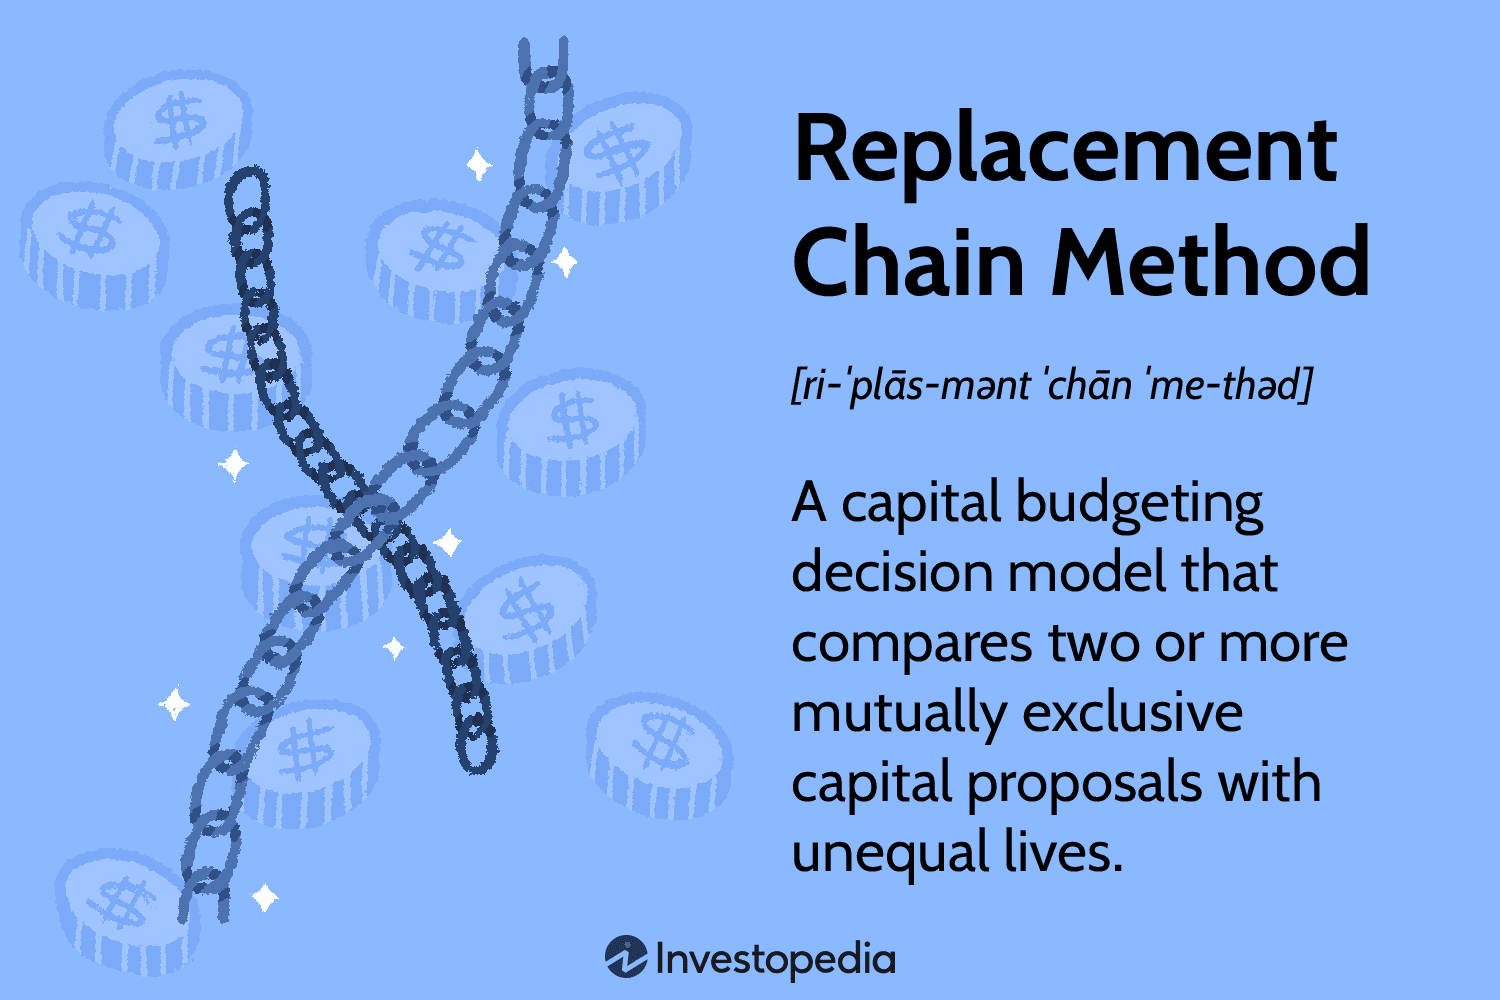 Replacement
Chain Method
[ri-ˈplās-mənt ˈchān ˈme-thəd]
A capital budgeting
decision model that
compares two or more
mutually exclusive
capital proposals with
unequal lives.
Investopedia